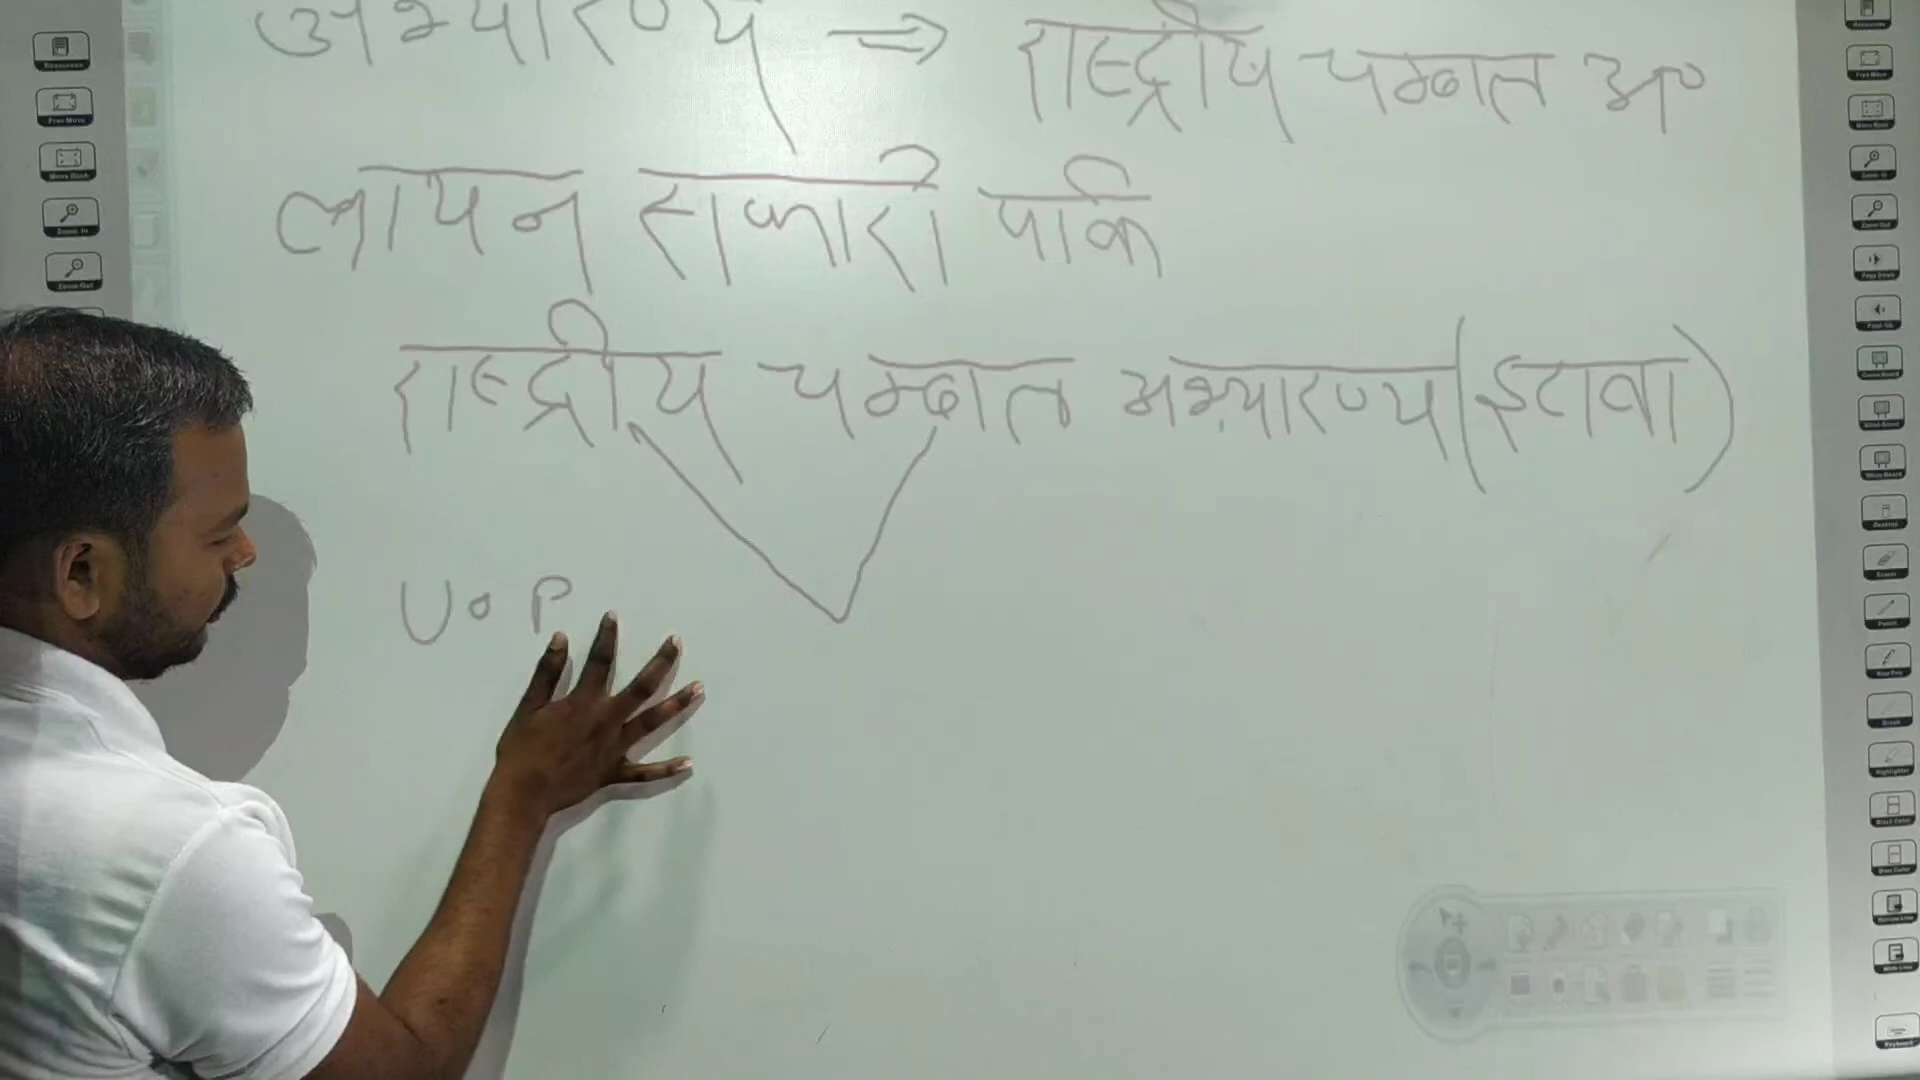 अभ्यारण्य ⇒ राष्ट्रीय चम्बल अ०
लायन सफारी पार्क
राष्ट्रीय चम्बल अभ्यारण्य (इटावा)
U.P